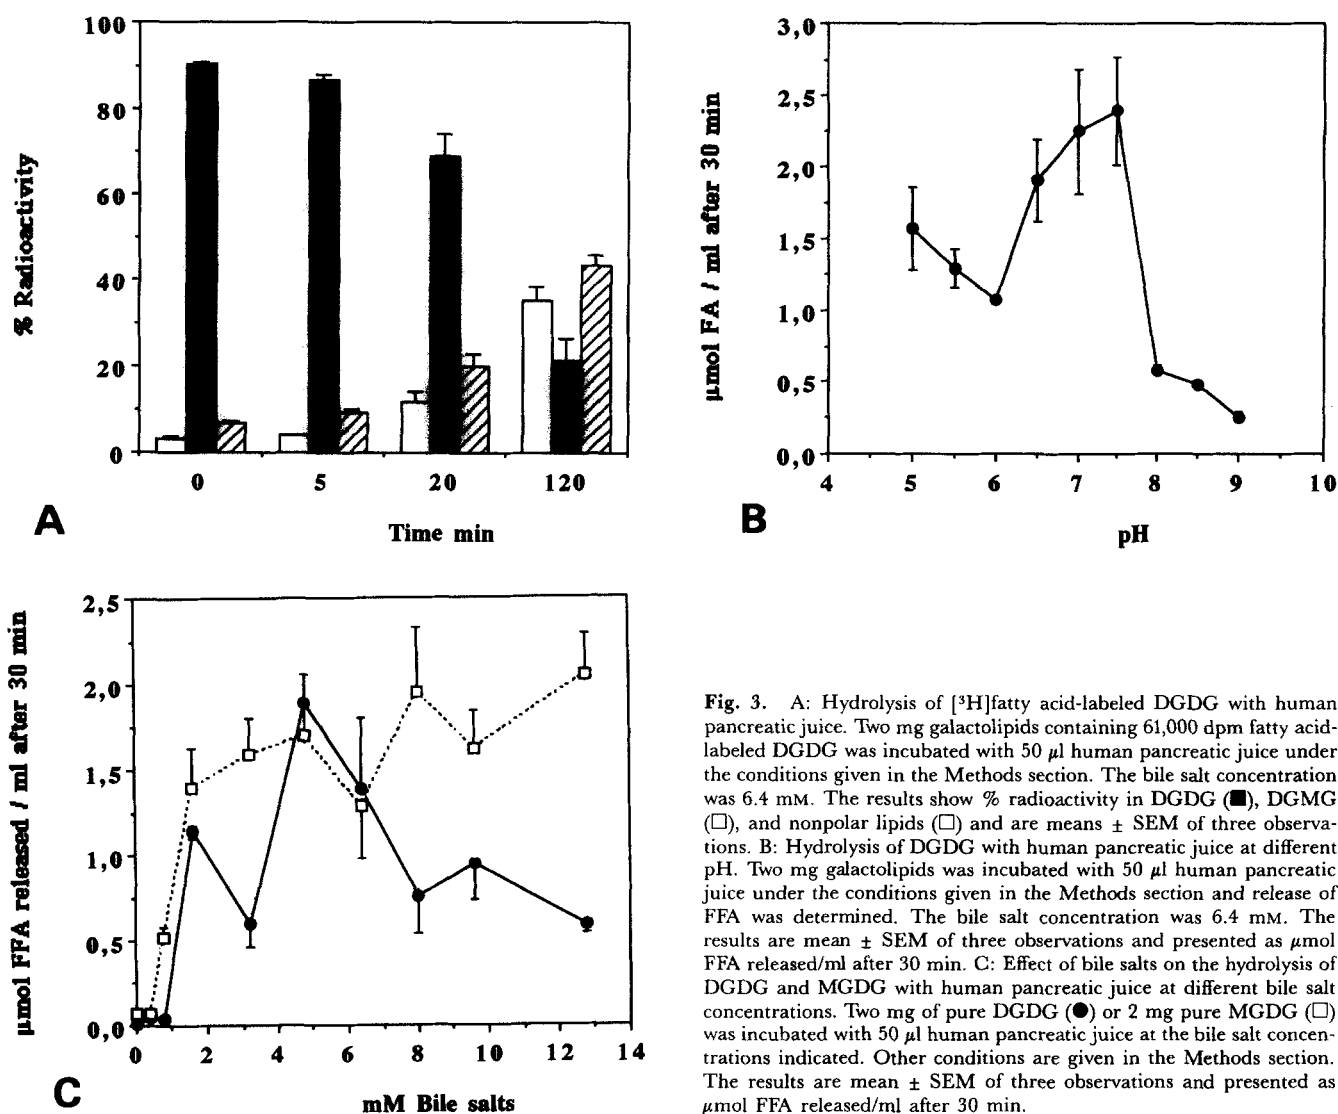 100
80
60
40
20
0
% Radioactivity
0 5 20 120
Time min
A
3,0
2,5
2,0
1,5
1,0
0,5
0,0
μmol FA / ml after 30 min
4 5 6 7 8 9 10
pH
B
2,5
2,0
1,5
1,0
0,5
0,0
μmol FFA released / ml after 30 min
0 2 4 6 8 10 12 14
mM Bile salts
C
Fig. 3. A: Hydrolysis of [³H]fatty acid-labeled DGDG with human
pancreatic juice. Two mg galactolipids containing 61,000 dpm fatty acid-
labeled DGDG was incubated with 50 μl human pancreatic juice under
the conditions given in the Methods section. The bile salt concentration
was 6.4 mM. The results show % radioactivity in DGDG (■), DGMG
(□), and nonpolar lipids (□) and are means ± SEM of three observa-
tions. B: Hydrolysis of DGDG with human pancreatic juice at different
pH. Two mg galactolipids was incubated with 50 μl human pancreatic
juice under the conditions given in the Methods section and release of
FFA was determined. The bile salt concentration was 6.4 mM. The
results are mean ± SEM of three observations and presented as μmol
FFA released/ml after 30 min. C: Effect of bile salts on the hydrolysis of
DGDG and MGDG with human pancreatic juice at different bile salt
concentrations. Two mg of pure DGDG (●) or 2 mg pure MGDG (□)
was incubated with 50 μl human pancreatic juice at the bile salt concen-
trations indicated. Other conditions are given in the Methods section.
The results are mean ± SEM of three observations and presented as
μmol FFA released/ml after 30 min.